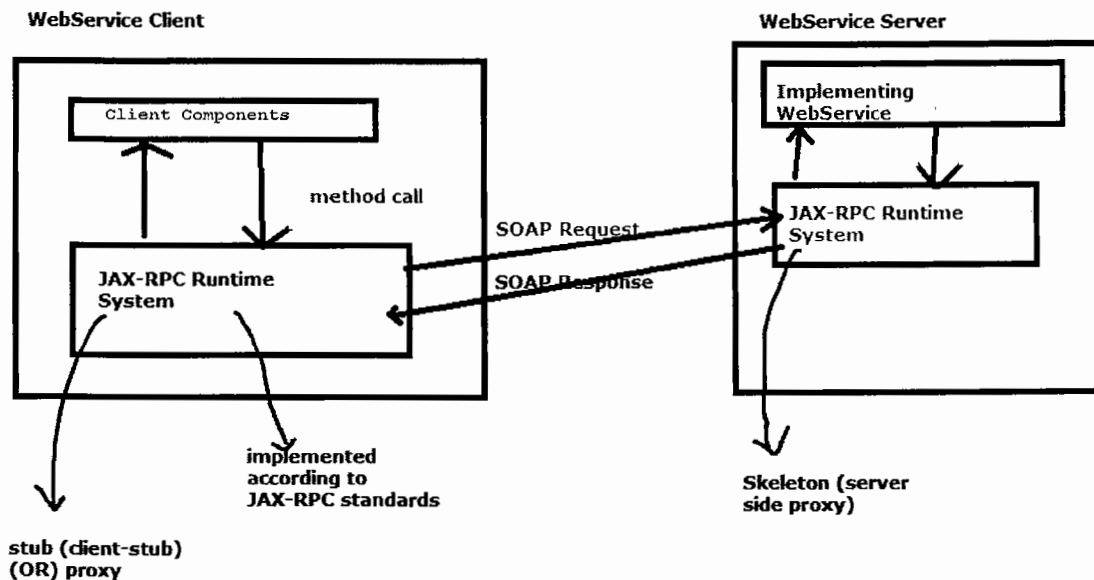 WebService Client
WebService Server
Client Components
Implementing
WebService
method call
SOAP Request
SOAP Response
JAX-RPC Runtime
System
JAX-RPC Runtime
System
implemented
according to
JAX-RPC standards
Skeleton (server
side proxy)
stub (client-stub)
(OR) proxy